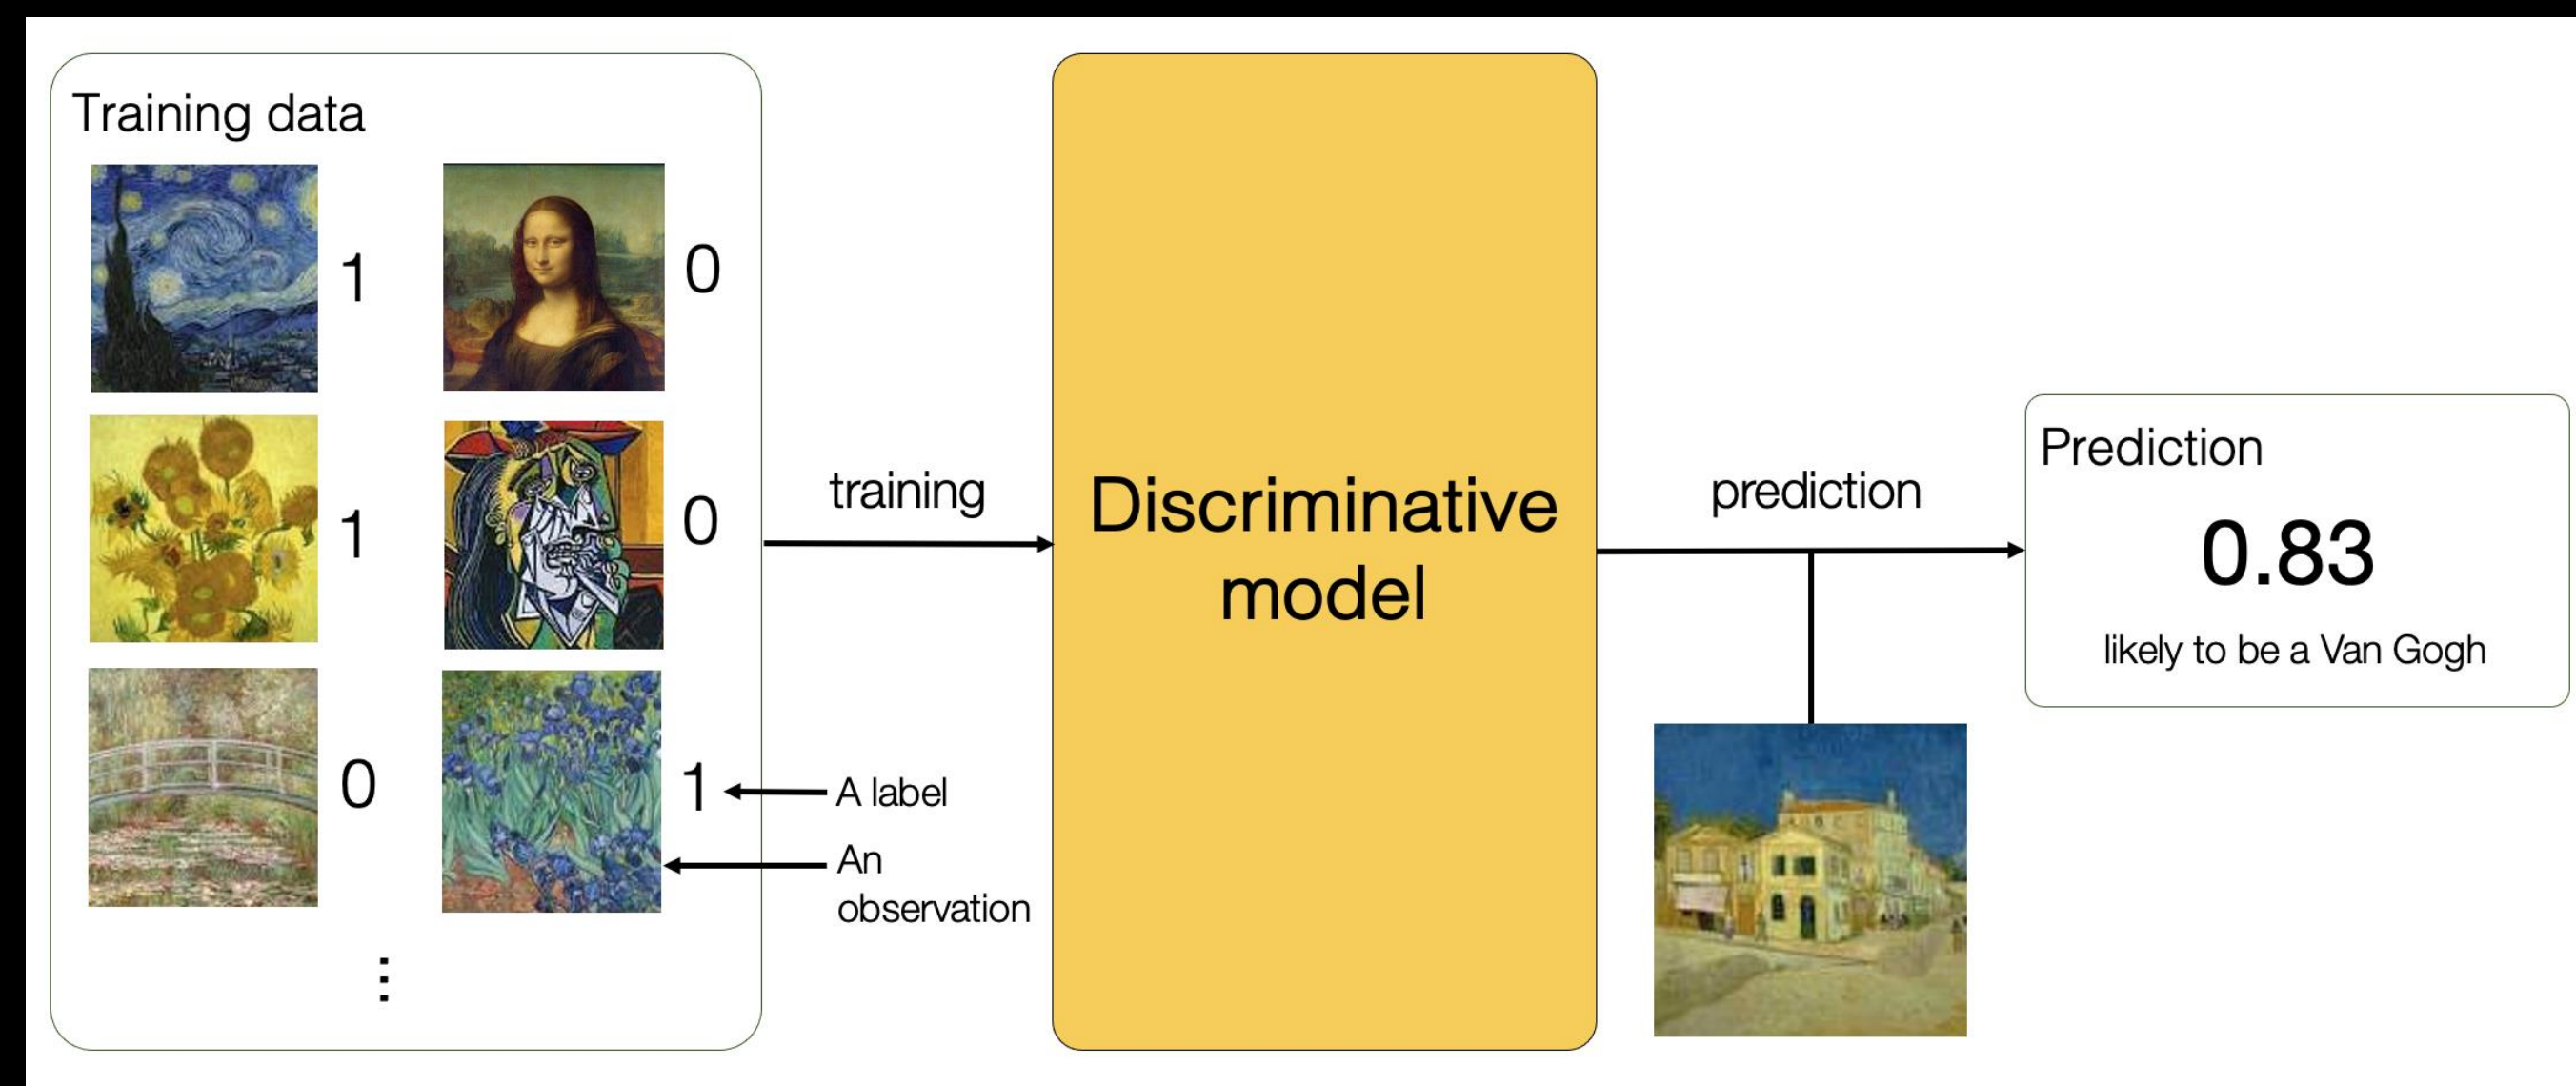 Training data
1
0
1
0
0
1
A label
An
observation
⋮
training
Discriminative
model
prediction
Prediction
0.83
likely to be a Van Gogh